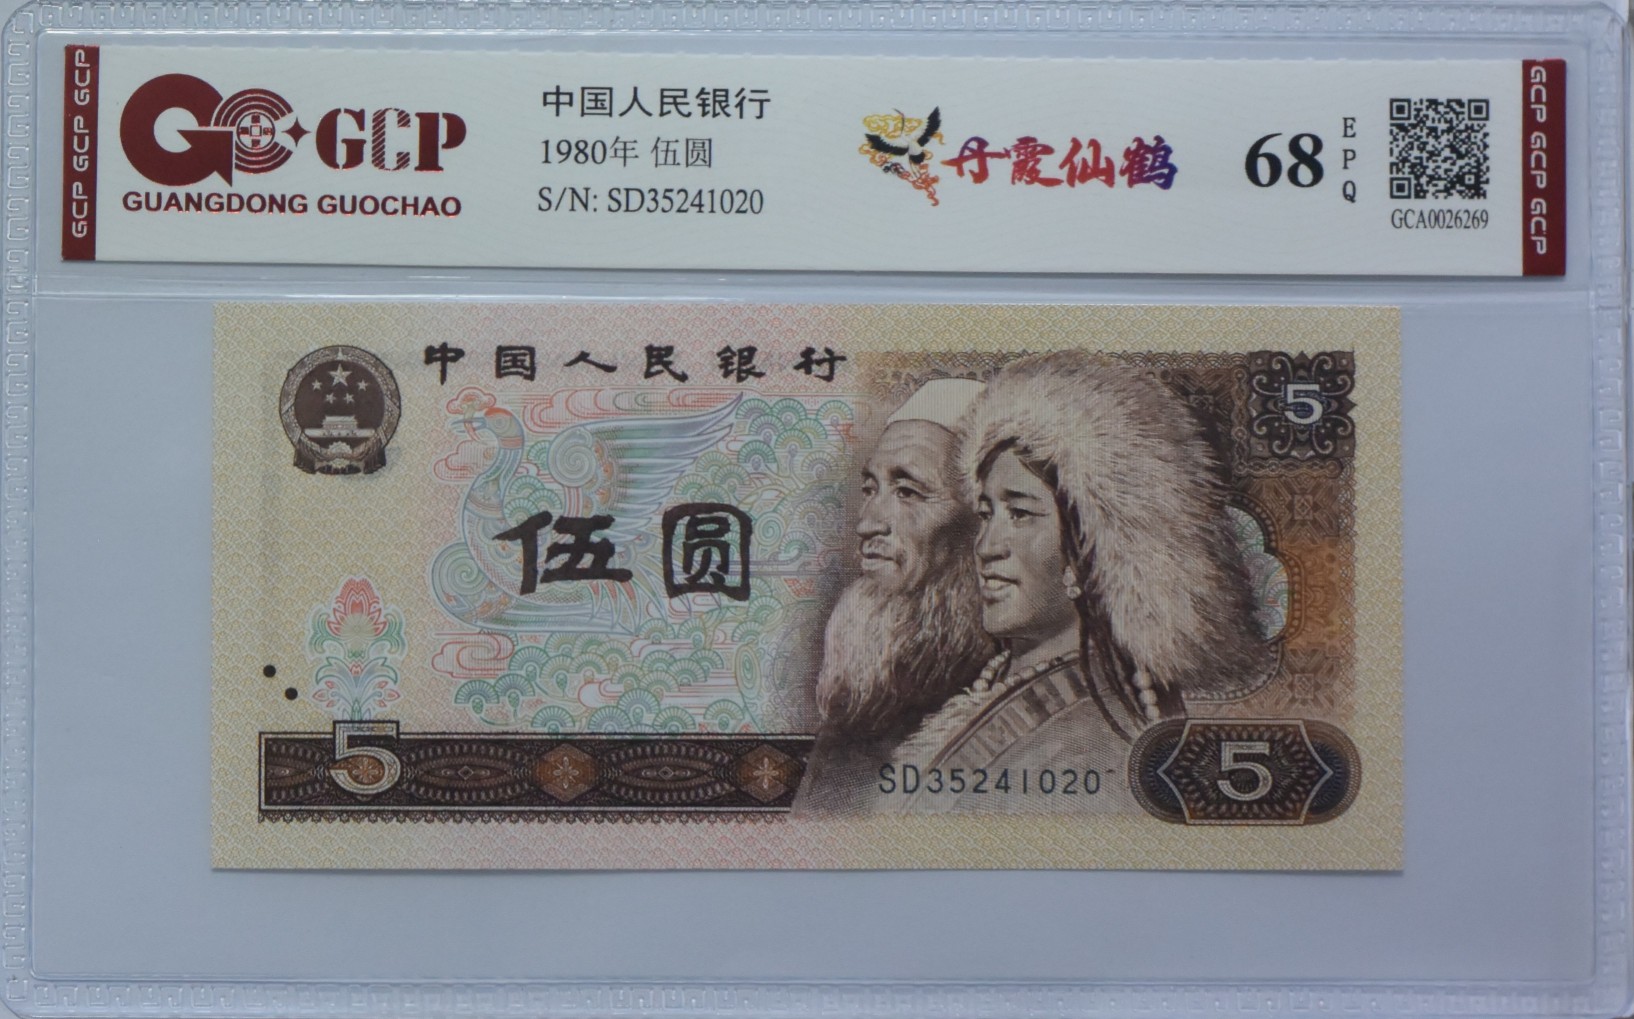 GCP GCP GCP
GCP
GUANGDONG GUOCHAO
中国人民银行
1980年 伍圆
S/N: SD35241020
丹霞仙鹤
68
EPQ
GCA0026269
GCP GCP GCP
中国人民银行
5
伍圆
5
SD35241020
5